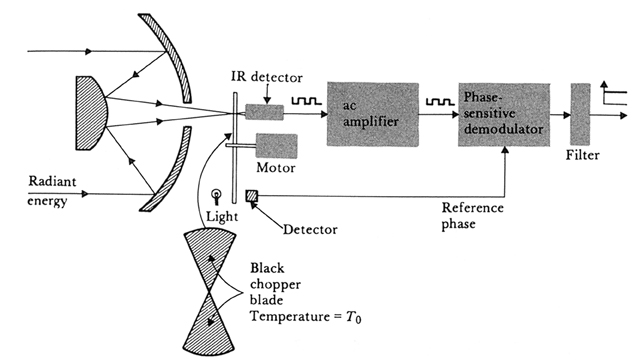 IR detector
ac
amplifier
Phase-
sensitive
demodulator
Filter
Motor
Radiant
energy
Light
Detector
Reference
phase
Black
chopper
blade
Temperature = T₀